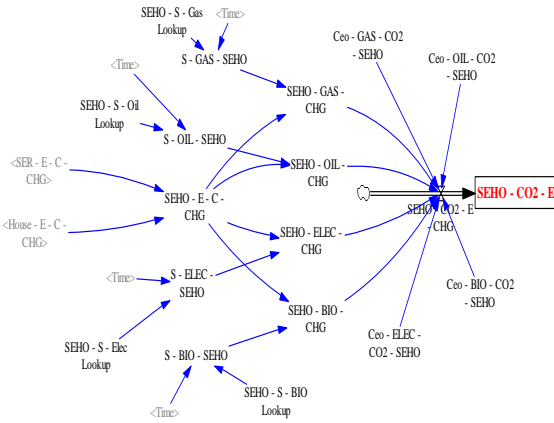 SEHO - S - Gas
Lookup
<Time>
Ceo - GAS - CO2
- SEHO
Ceo - OIL - CO2
- SEHO
<Time>
S - GAS - SEHO
SEHO - GAS -
CHG
SEHO - S - Oil
Lookup
S - OIL - SEHO
<SER - E - C -
CHG>
SEHO - OIL -
CHG
SEHO - E - C -
CHG
SEHO - CO2 - E
- CHG
SEHO - CO2 - E
<House - E - C -
CHG>
SEHO - ELEC -
CHG
<Time>
S - ELEC -
SEHO
Ceo - BIO - CO2
- SEHO
SEHO - BIO -
CHG
SEHO - S - Elec
Lookup
S - BIO - SEHO
Ceo - ELEC -
CO2 - SEHO
<Time>
SEHO - S - BIO
Lookup